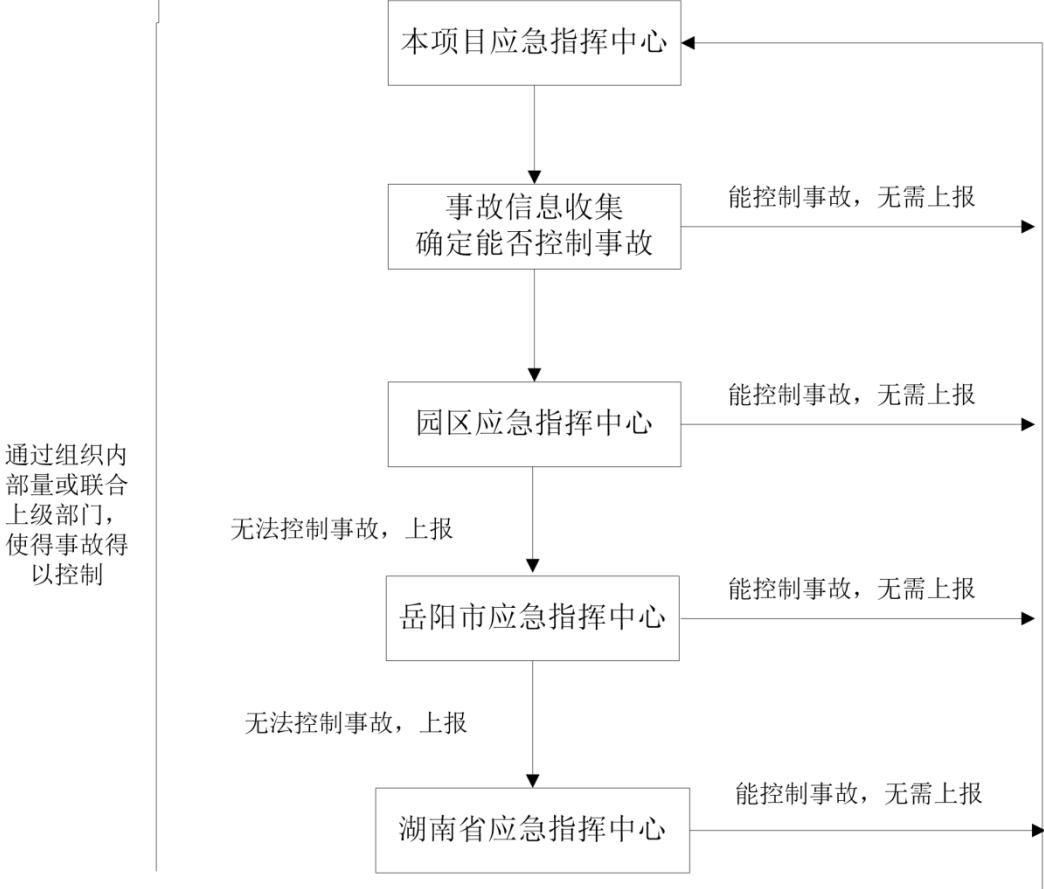 本项目应急指挥中心
事故信息收集
确定能否控制事故
能控制事故，无需上报
园区应急指挥中心
能控制事故，无需上报
通过组织内
部量或联合
上级部门，
使得事故得
以控制
无法控制事故，上报
岳阳市应急指挥中心
能控制事故，无需上报
无法控制事故，上报
湖南省应急指挥中心
能控制事故，无需上报